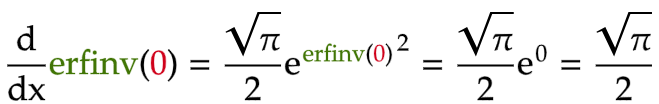 d/dx erfinv(0) = √π/2 e^{erfinv(0)^2} = √π/2 e^0 = √π/2